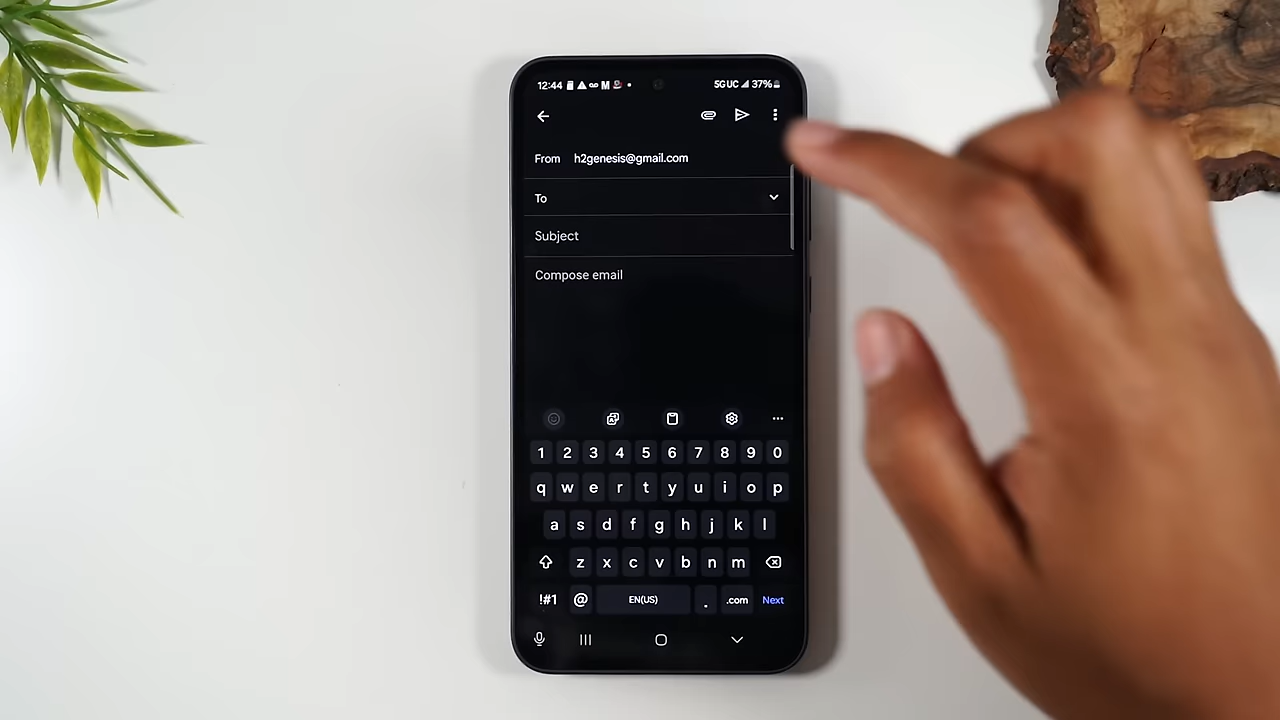 12:44 M 5G UC 37%
From h2genesis@gmail.com
To
Subject
Compose email
1 2 3 4 5 6 7 8 9 0
q w e r t y u i o p
a s d f g h j k l
z x c v b n m
!#1 @ EN(US) . .com Next